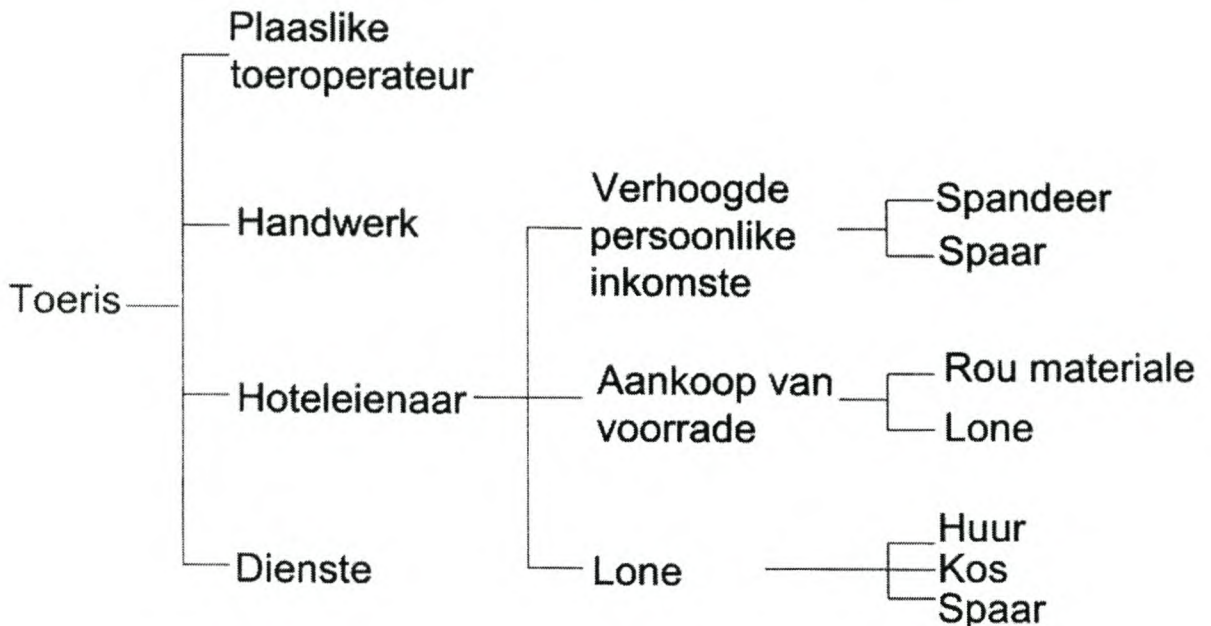 Plaaslike
toeroperateur
Handwerk
Toeris
Hoteleienaar
Dienste
Verhoogde
persoonlike
inkomste
Aankoop van
voorrade
Lone
Spandeer
Spaar
Rou materiale
Lone
Huur
Kos
Spaar